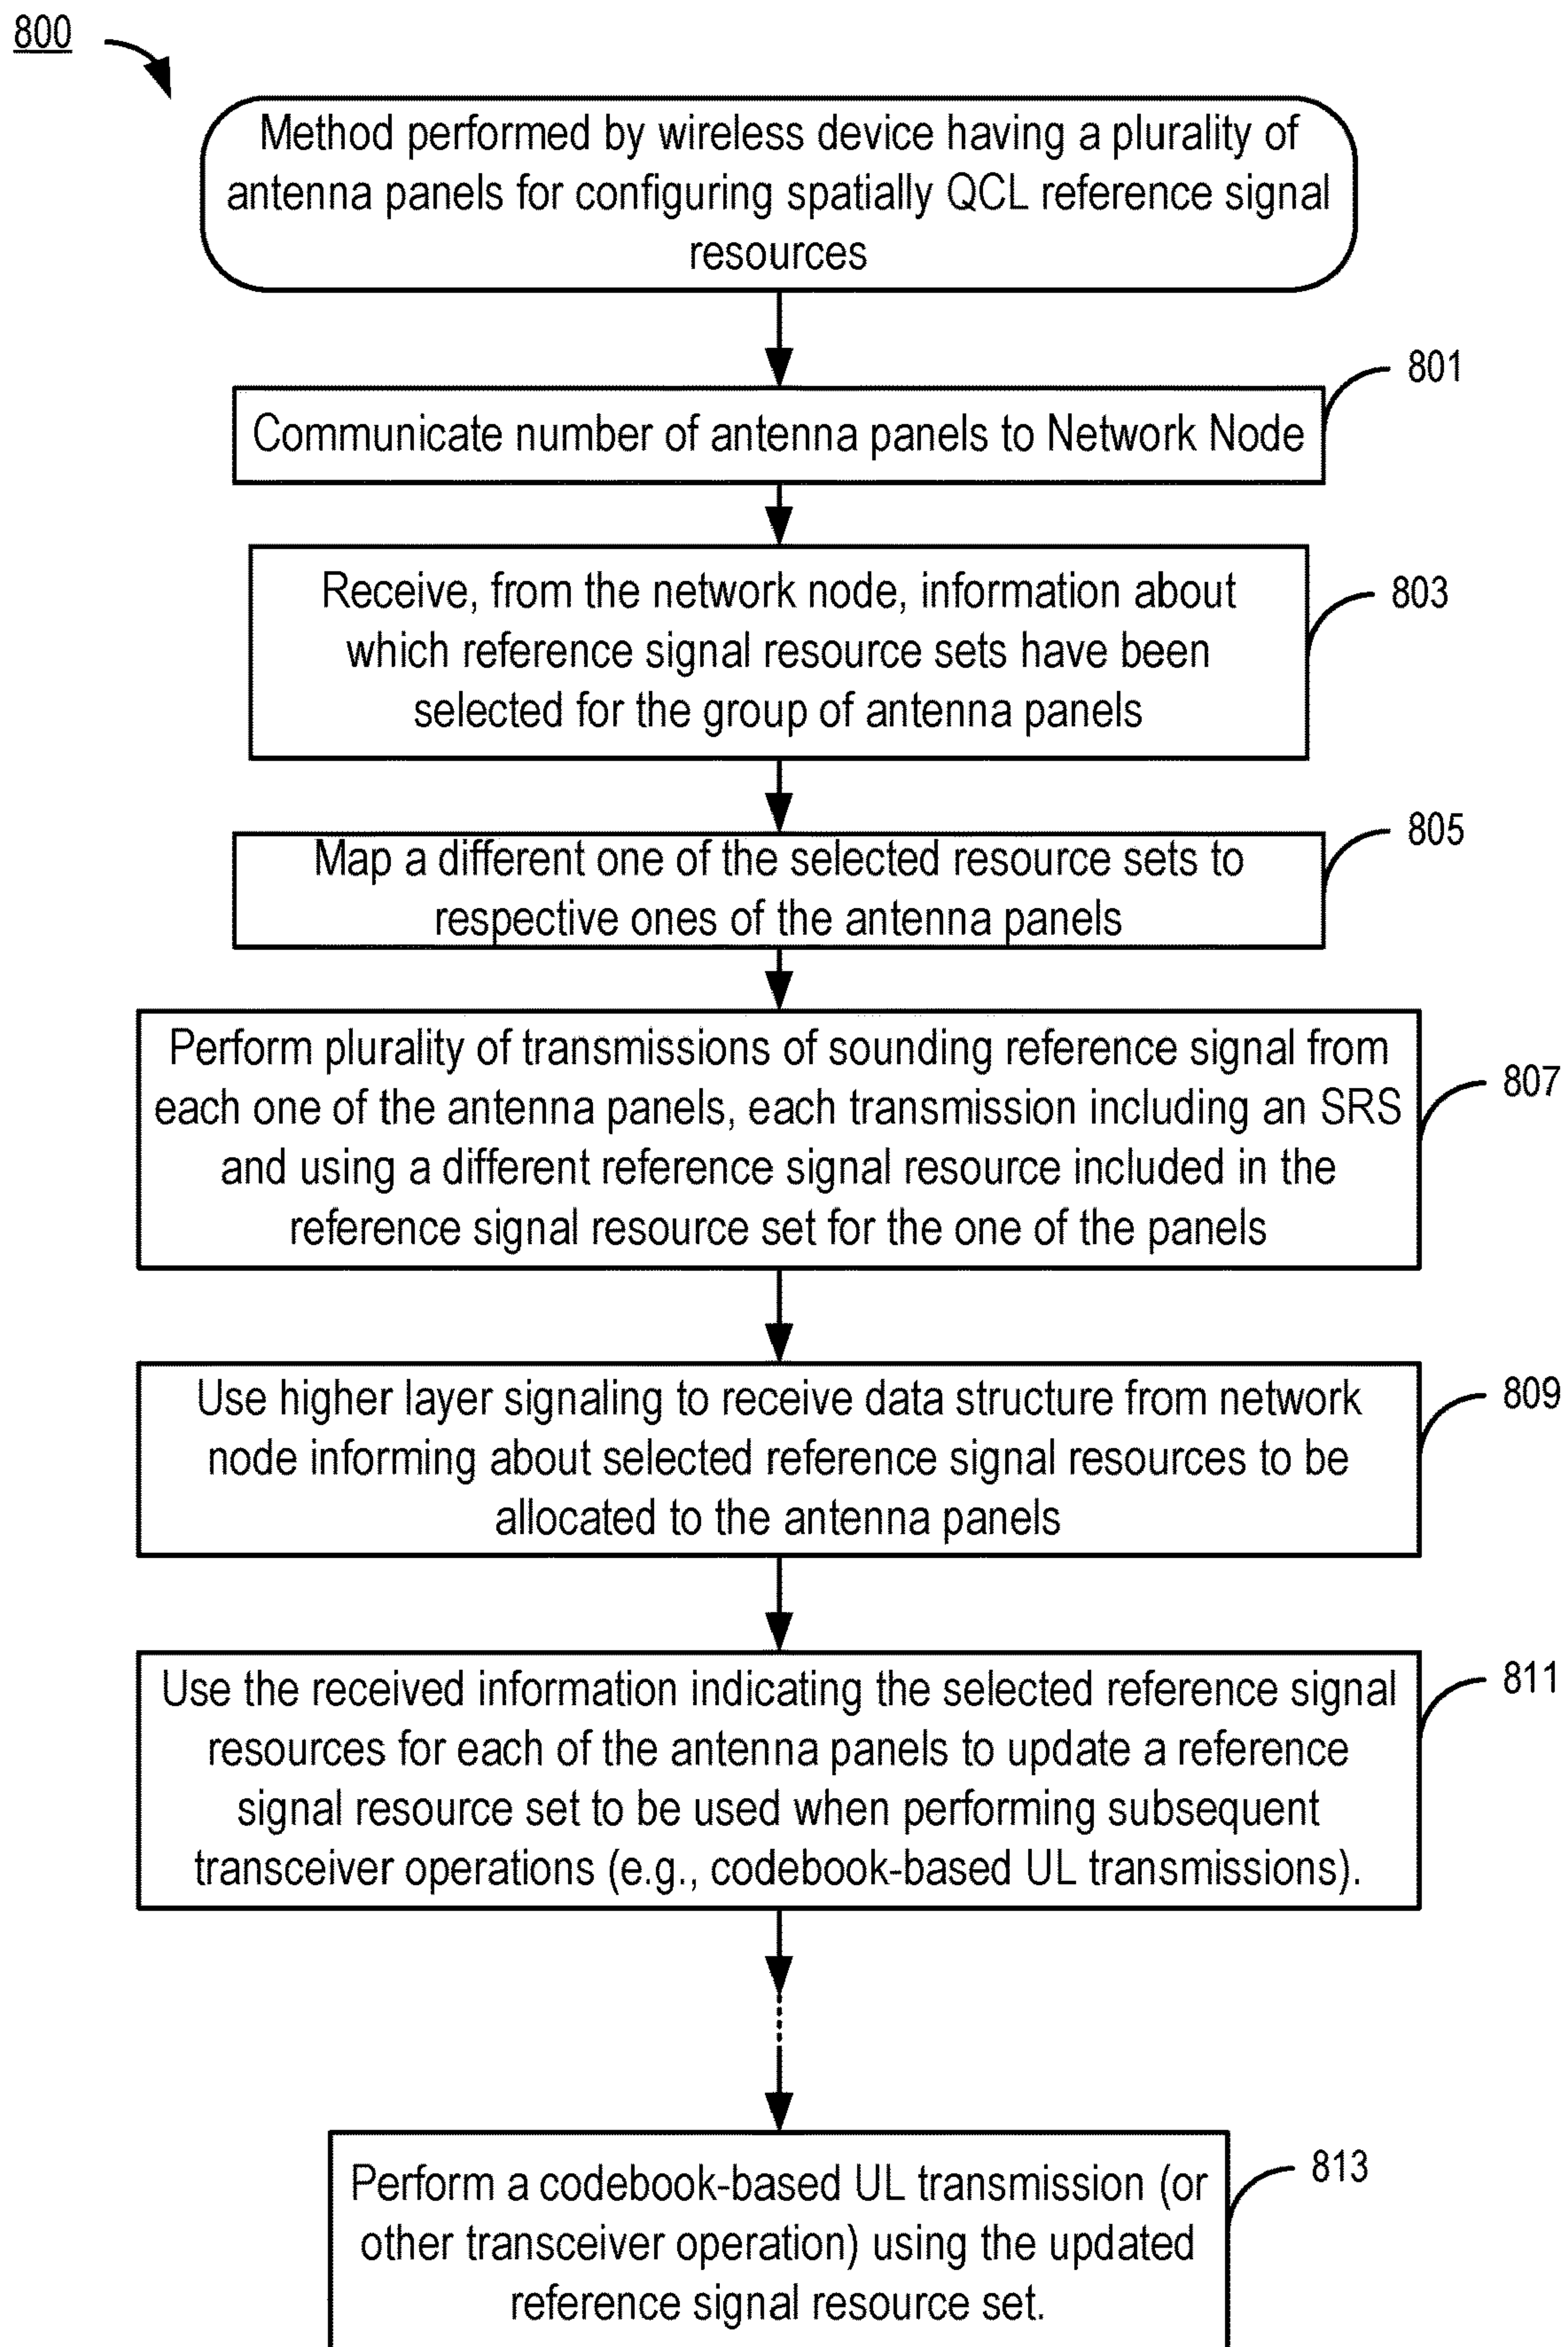 800
Method performed by wireless device having a plurality of
antenna panels for configuring spatially QCL reference signal
resources
801
Communicate number of antenna panels to Network Node
803
Receive, from the network node, information about
which reference signal resource sets have been
selected for the group of antenna panels
805
Map a different one of the selected resource sets to
respective ones of the antenna panels
807
Perform plurality of transmissions of sounding reference signal from
each one of the antenna panels, each transmission including an SRS
and using a different reference signal resource included in the
reference signal resource set for the one of the panels
809
Use higher layer signaling to receive data structure from network
node informing about selected reference signal resources to be
allocated to the antenna panels
811
Use the received information indicating the selected reference signal
resources for each of the antenna panels to update a reference
signal resource set to be used when performing subsequent
transceiver operations (e.g., codebook-based UL transmissions).
813
Perform a codebook-based UL transmission (or
other transceiver operation) using the updated
reference signal resource set.